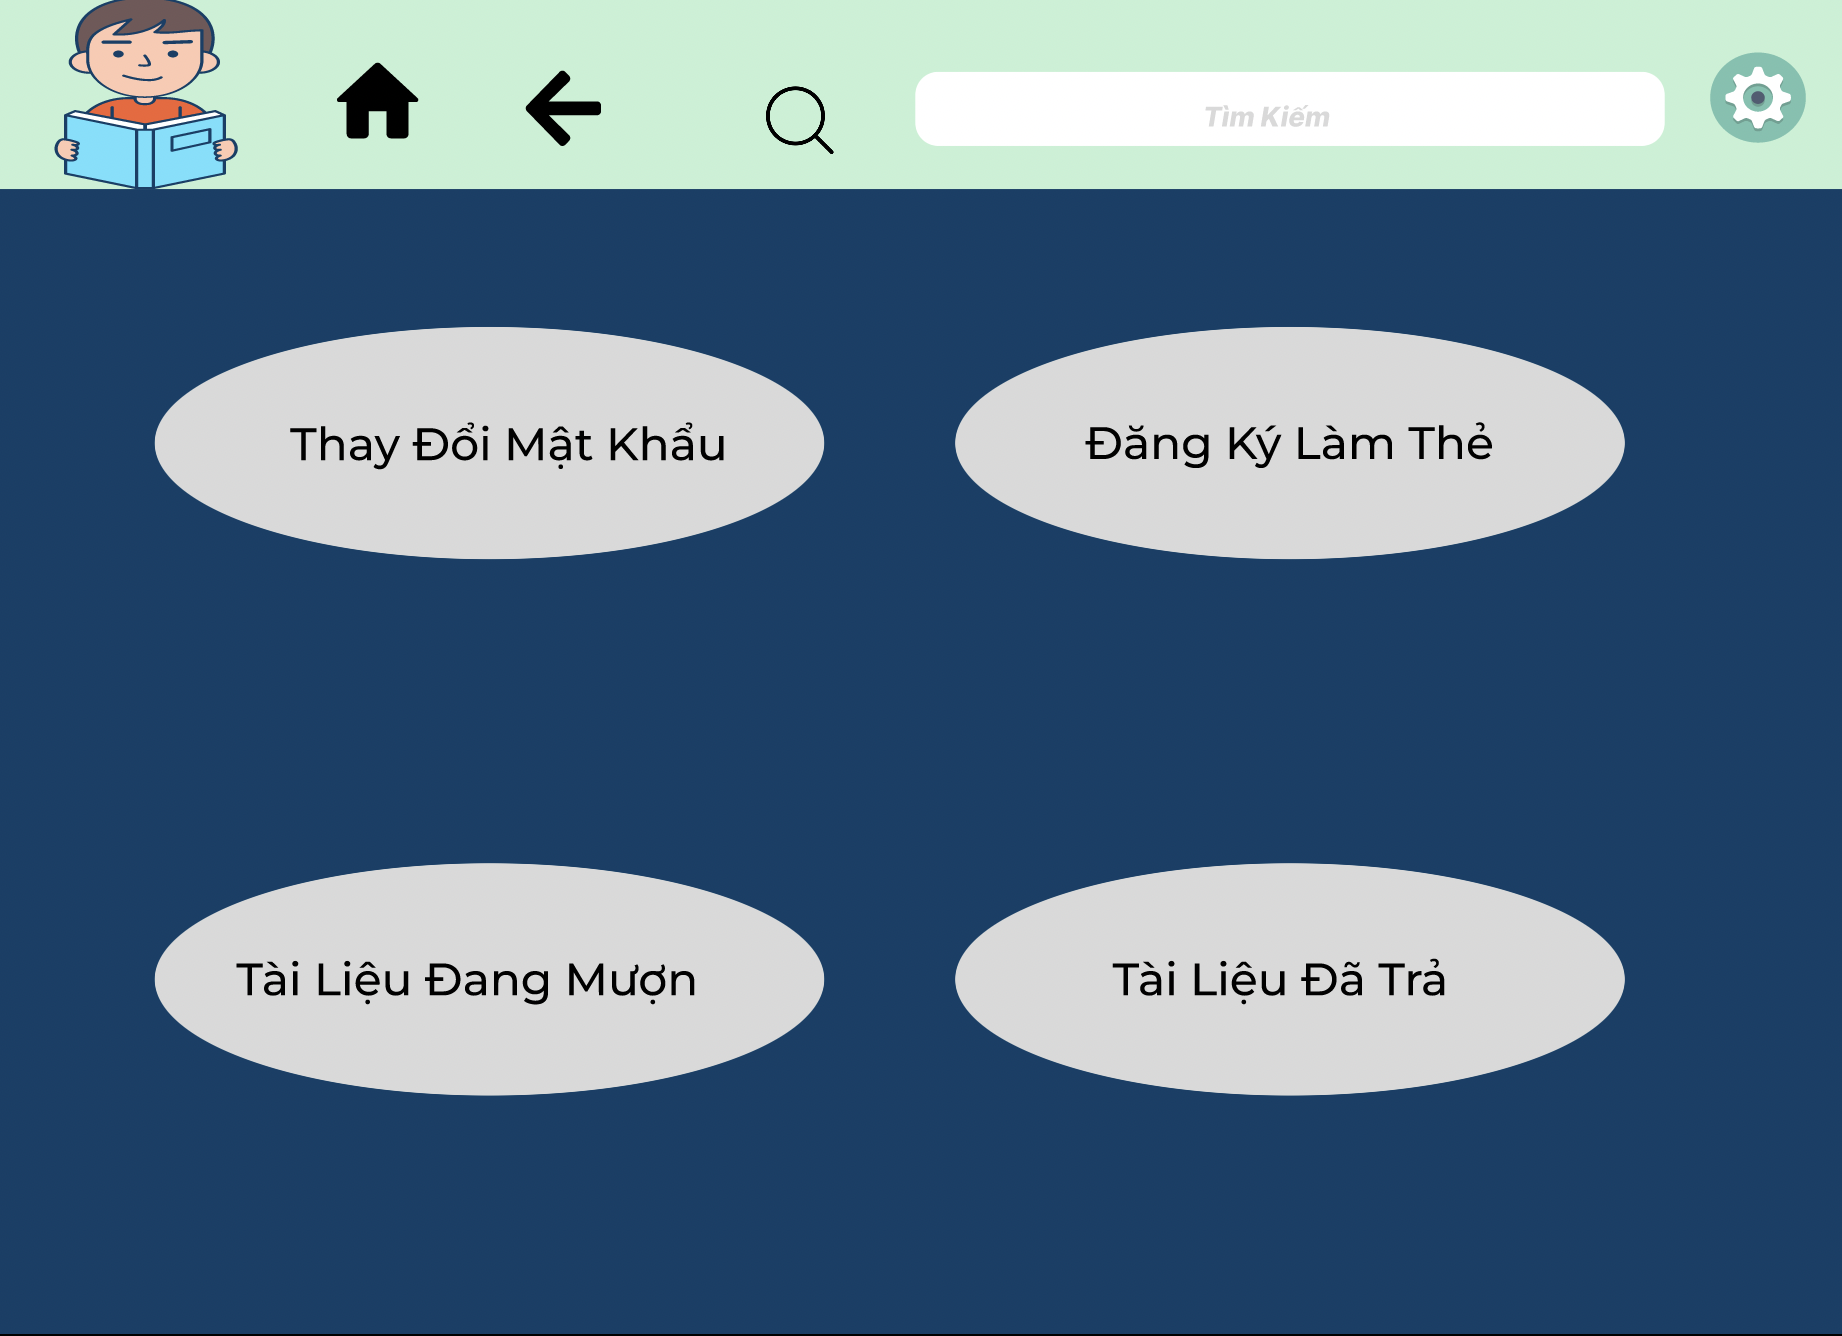 Tìm Kiếm
Thay Đổi Mật Khẩu
Đăng Ký Làm Thẻ
Tài Liệu Đang Mượn
Tài Liệu Đã Trả